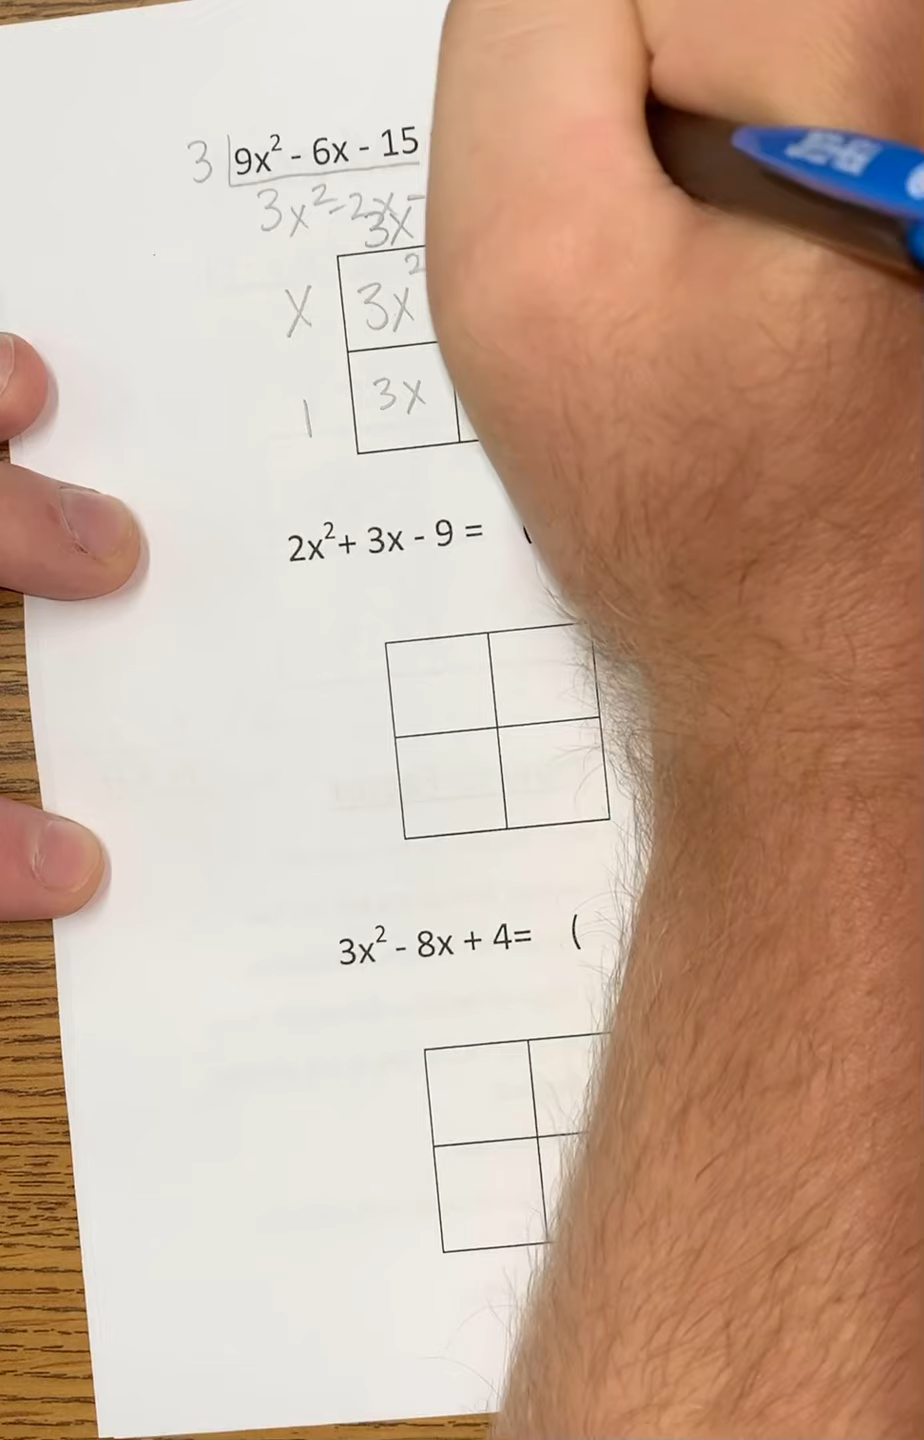 3 9x² - 6x - 15
3x² - 2x -
3x
x 3x²
1 3x
2x² + 3x - 9 = (
3x² - 8x + 4= (